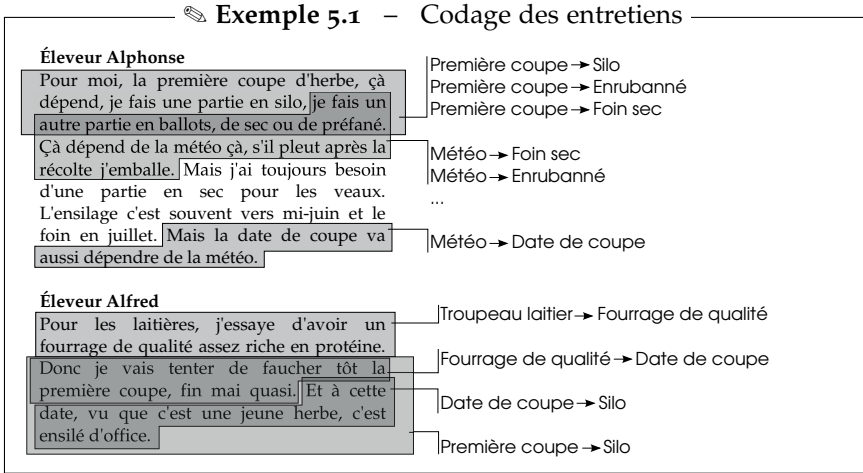 ✎ Exemple 5.1 – Codage des entretiens
Éleveur Alphonse
Pour moi, la première coupe d'herbe, çà
dépend, je fais une partie en silo, je fais un
autre partie en ballots, de sec ou de préfané.
Çà dépend de la météo çà, s'il pleut après la
récolte j'emballe. Mais j'ai toujours besoin
d'une partie en sec pour les veaux.
L'ensilage c'est souvent vers mi-juin et le
foin en juillet. Mais la date de coupe va
aussi dépendre de la météo.
Première coupe → Silo
Première coupe → Enrubanné
Première coupe → Foin sec
Météo → Foin sec
Météo → Enrubanné
...
Météo → Date de coupe
Éleveur Alfred
Pour les laitières, j'essaye d'avoir un
fourrage de qualité assez riche en protéine.
Donc je vais tenter de faucher tôt la
première coupe, fin mai quasi. Et à cette
date, vu que c'est une jeune herbe, c'est
ensilé d'office.
Troupeau laitier → Fourrage de qualité
Fourrage de qualité → Date de coupe
Date de coupe → Silo
Première coupe → Silo